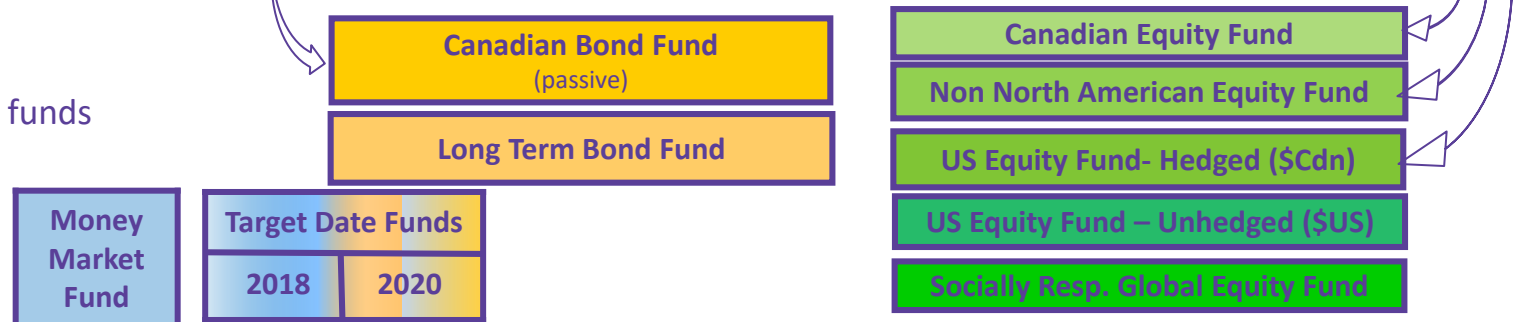 funds
Canadian Bond Fund
(passive)
Long Term Bond Fund
Money
Market
Fund
Target Date Funds
2018 2020
Canadian Equity Fund
Non North American Equity Fund
US Equity Fund- Hedged ($Cdn)
US Equity Fund – Unhedged ($US)
Socially Resp. Global Equity Fund